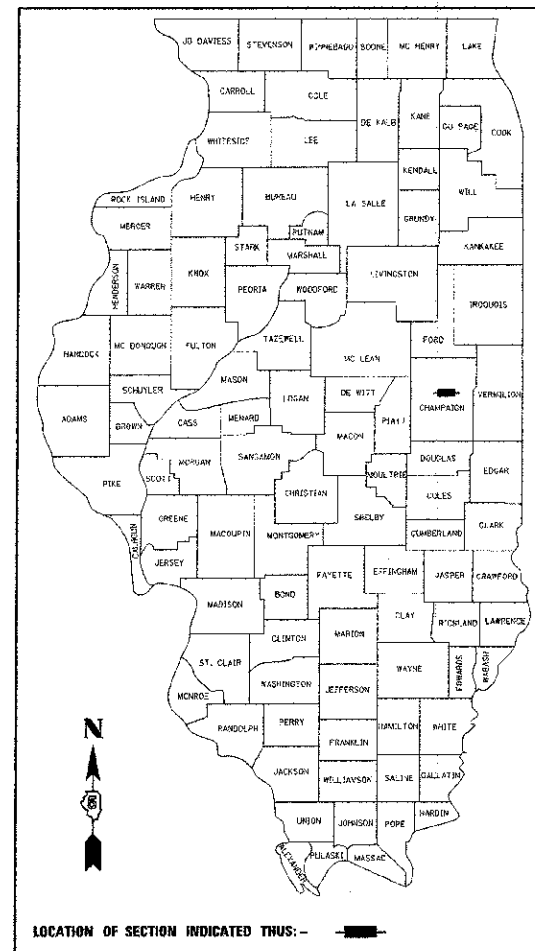 JO DAVIESS STEVENSON WINNEBAGO BOONE MC HENRY LAKE
CARROLL OGLE DE KALB KANE DU PAGE COOK
WHITESIDE LEE
KENDALL WILL
ROCK ISLAND HENRY BUREAU LA SALLE GRUNDY
MERCER PUTNAM KANKAKEE
STARK MARSHALL
HENDERSON WARREN KNOX PEORIA WOODFORD LIVINGSTON IROQUOIS
FORD
HANCOCK MC DONOUGH FULTON TAZEWELL MC LEAN
MASON
SCHUYLER LOGAN DE WITT VERMILION
ADAMS BROWN CASS MENARD PIATT CHAMPAIGN
MACON
MORGAN SANGAMON DOUGLAS EDGAR
PIKE SCOTT CHRISTIAN MOULTRIE COLES
GREENE SHELBY CLARK
CALHOUN MACOUPIN MONTGOMERY CUMBERLAND
JERSEY FAYETTE EFFINGHAM JASPER CRAWFORD
MADISON BOND CLAY
RICHLAND LAWRENCE
CLINTON MARION
ST. CLAIR WAYNE EDWARDS WABASH
WASHINGTON JEFFERSON
MONROE
RANDOLPH PERRY HAMILTON WHITE
N FRANKLIN
JACKSON WILLIAMSON SALINE GALLATIN
UNION JOHNSON POPE HARDIN
ALEXANDER PULASKI MASSAC
LOCATION OF SECTION INDICATED THUS: -